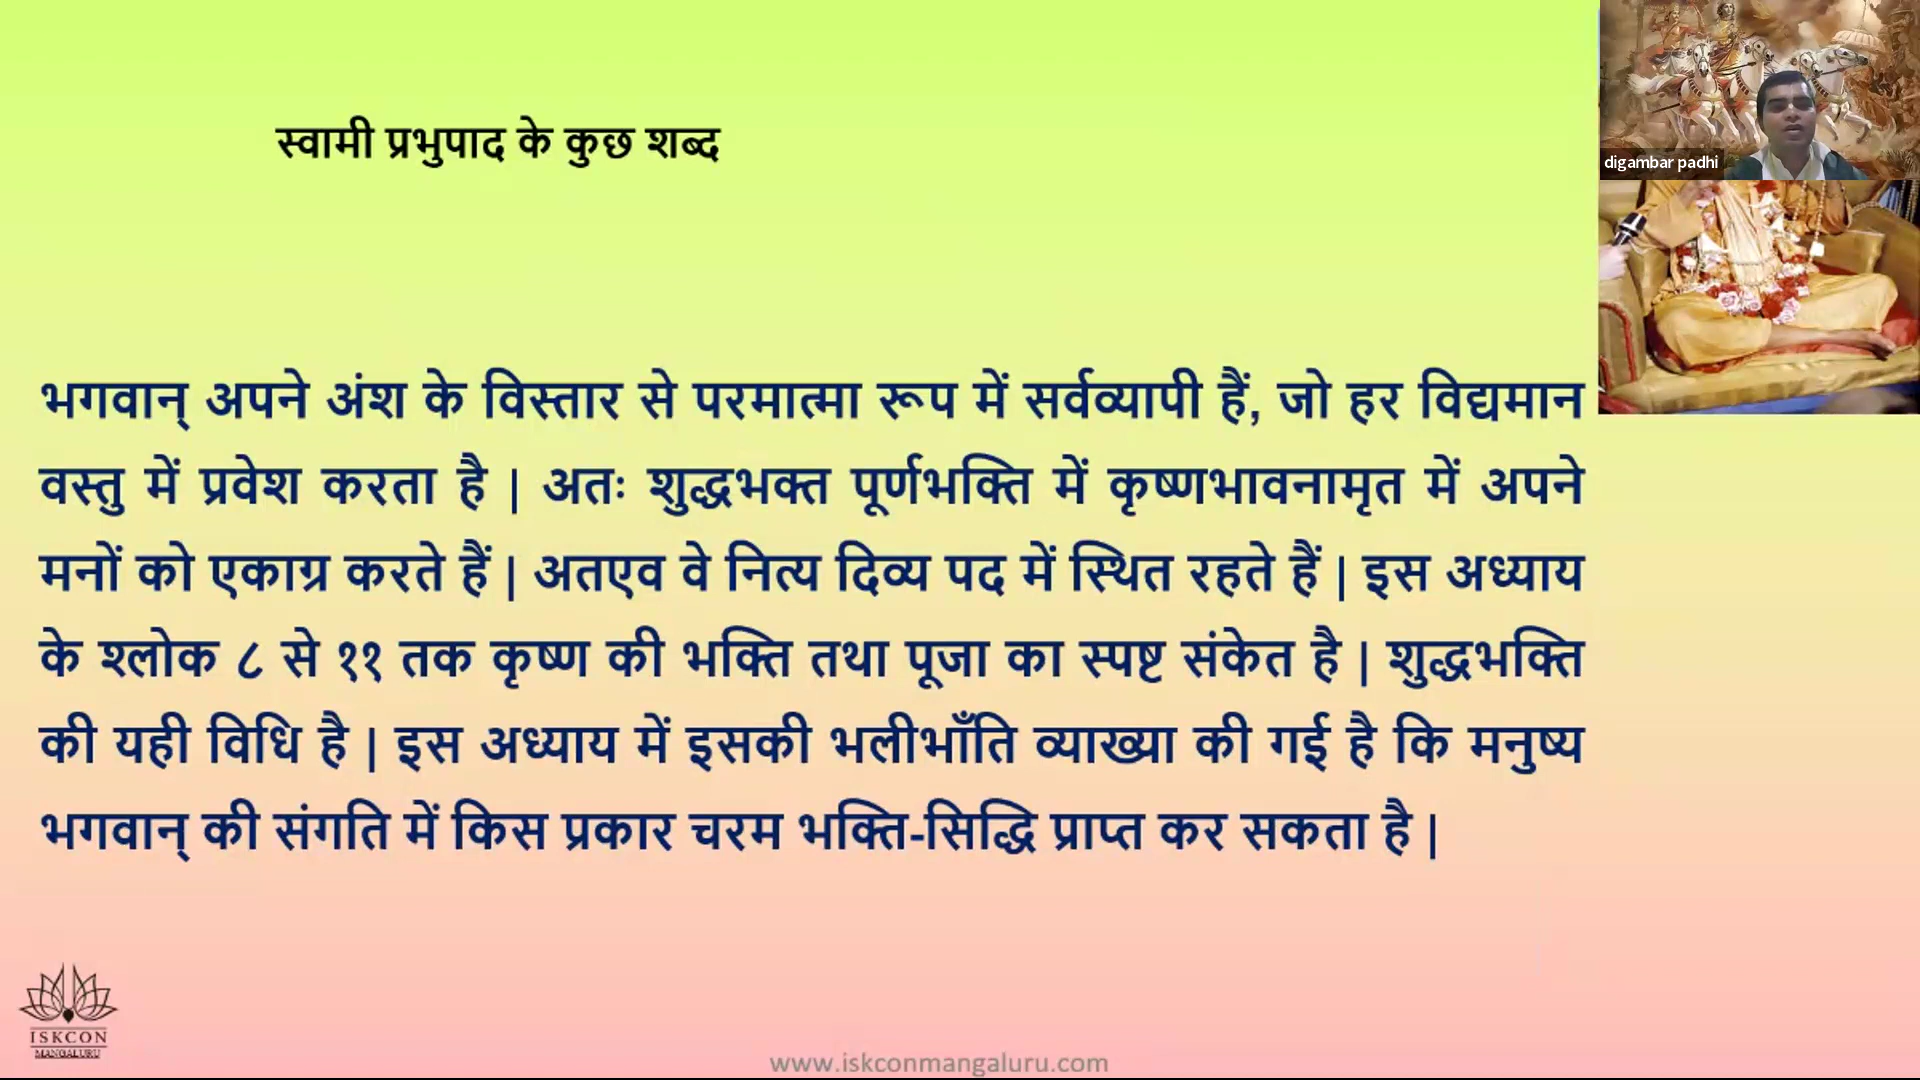 स्वामी प्रभुपाद के कुछ शब्द
digambar padhi
भगवान् अपने अंश के विस्तार से परमात्मा रूप में सर्वव्यापी हैं, जो हर विद्यमान
वस्तु में प्रवेश करता है | अतः शुद्धभक्त पूर्णभक्ति में कृष्णभावनामृत में अपने
मनों को एकाग्र करते हैं | अतएव वे नित्य दिव्य पद में स्थित रहते हैं | इस अध्याय
के श्लोक ८ से ११ तक कृष्ण की भक्ति तथा पूजा का स्पष्ट संकेत है | शुद्धभक्ति
की यही विधि है | इस अध्याय में इसकी भलीभाँति व्याख्या की गई है कि मनुष्य
भगवान् की संगति में किस प्रकार चरम भक्ति-सिद्धि प्राप्त कर सकता है |
ISKCON
MANGALURU
www.iskconmangaluru.com